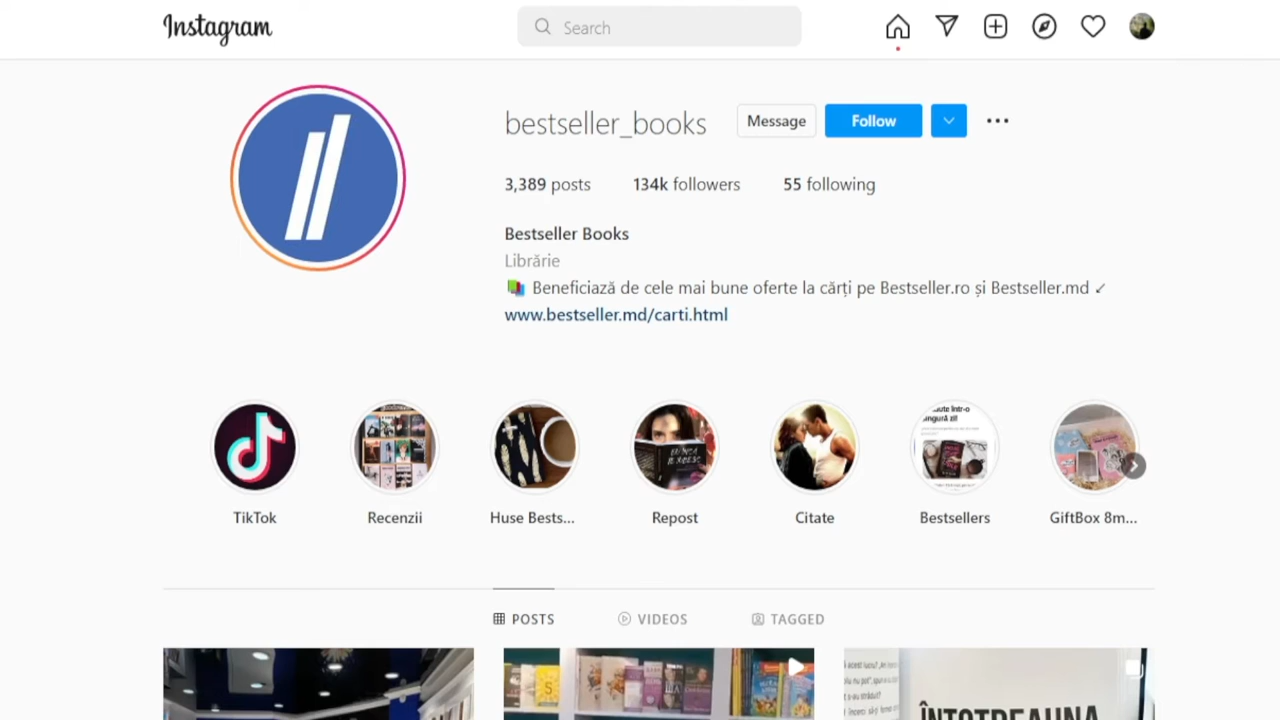 Instagram
Search
bestseller_books
Message
Follow
3,389 posts
134k followers
55 following
Bestseller Books
Librărie
Beneficiază de cele mai bune oferte la cărți pe Bestseller.ro și Bestseller.md ↙
www.bestseller.md/carti.html
TikTok
Recenzii
Huse Bests...
Repost
Citate
Bestsellers
GiftBox 8m...
POSTS
VIDEOS
TAGGED
ÎNTOTDEAUNA